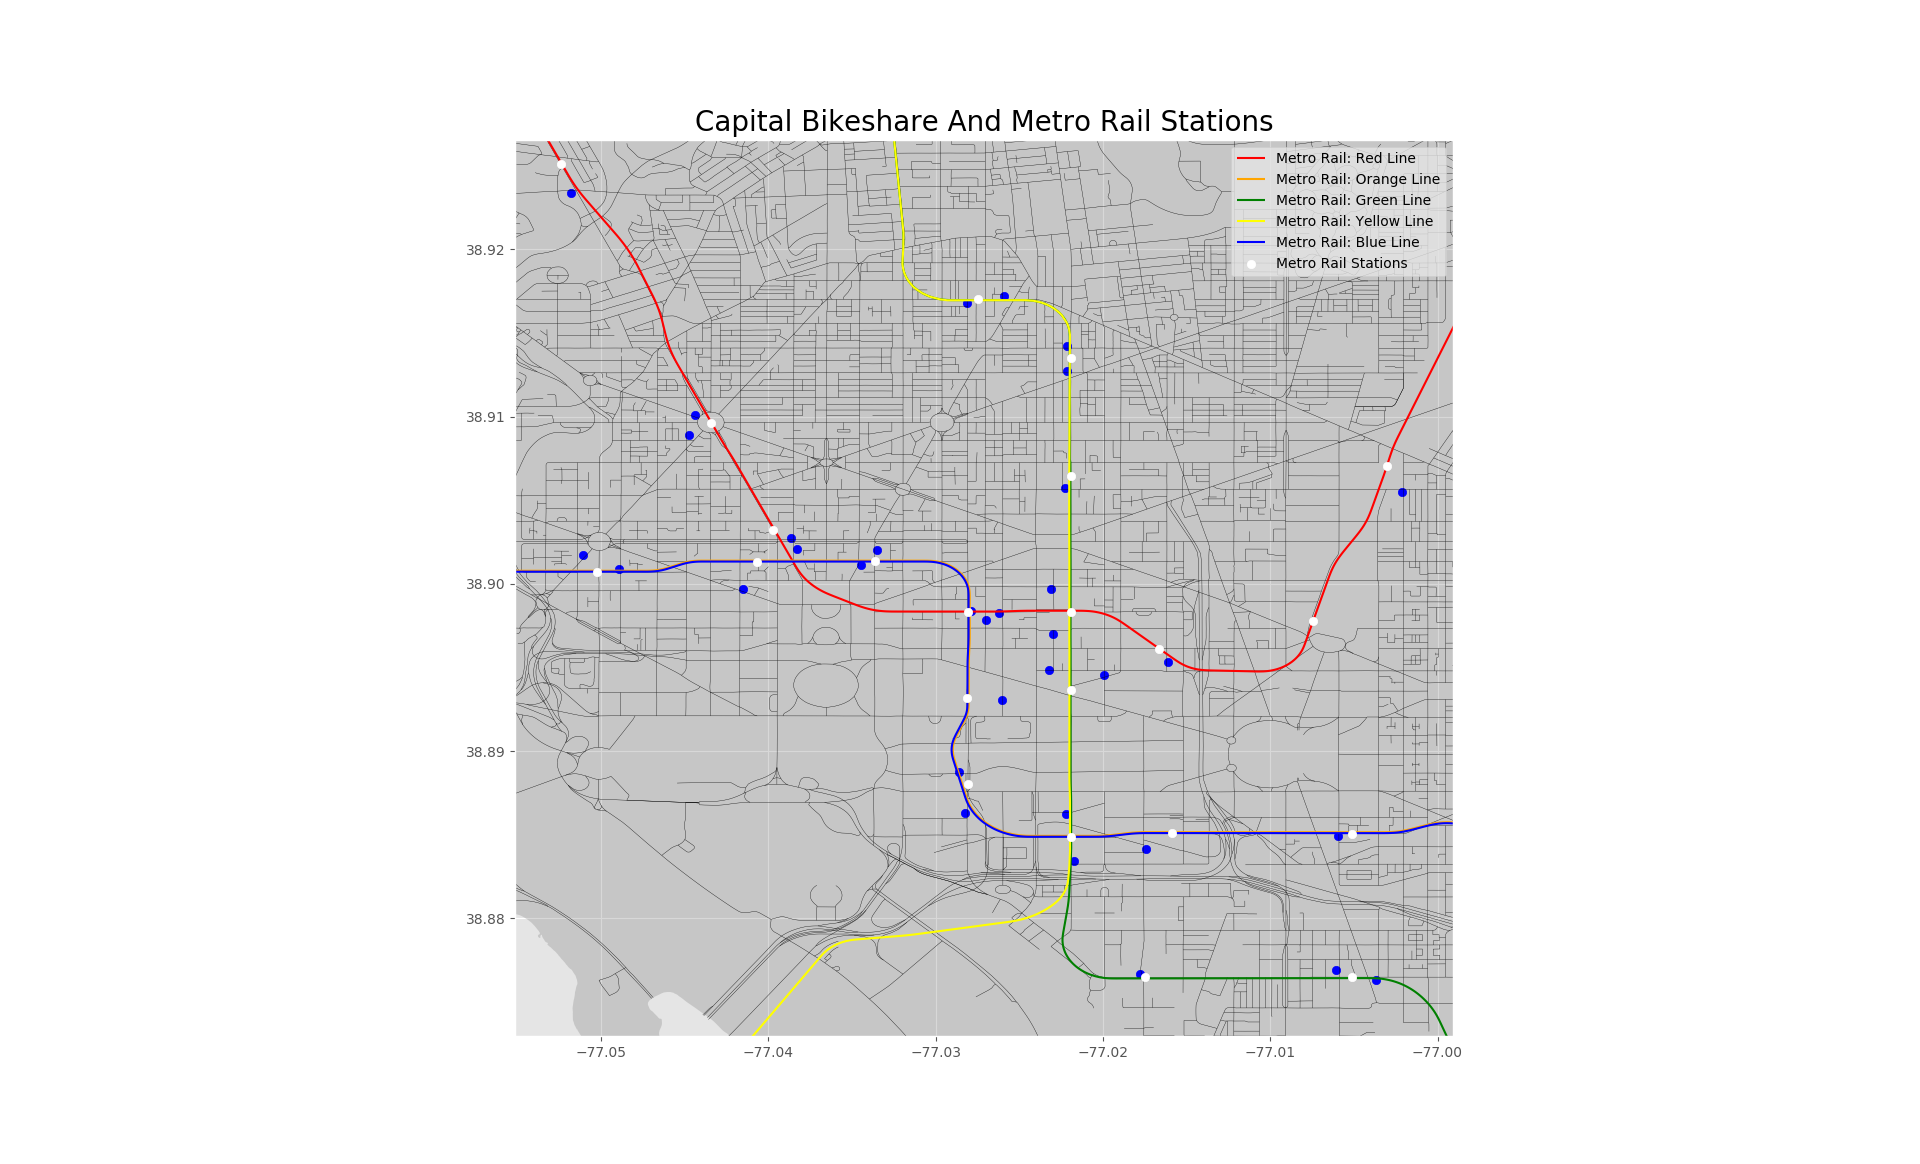 Capital Bikeshare And Metro Rail Stations
Metro Rail: Red Line
Metro Rail: Orange Line
Metro Rail: Green Line
Metro Rail: Yellow Line
Metro Rail: Blue Line
Metro Rail Stations
38.92
38.91
38.90
38.89
38.88
−77.05
−77.04
−77.03
−77.02
−77.01
−77.00